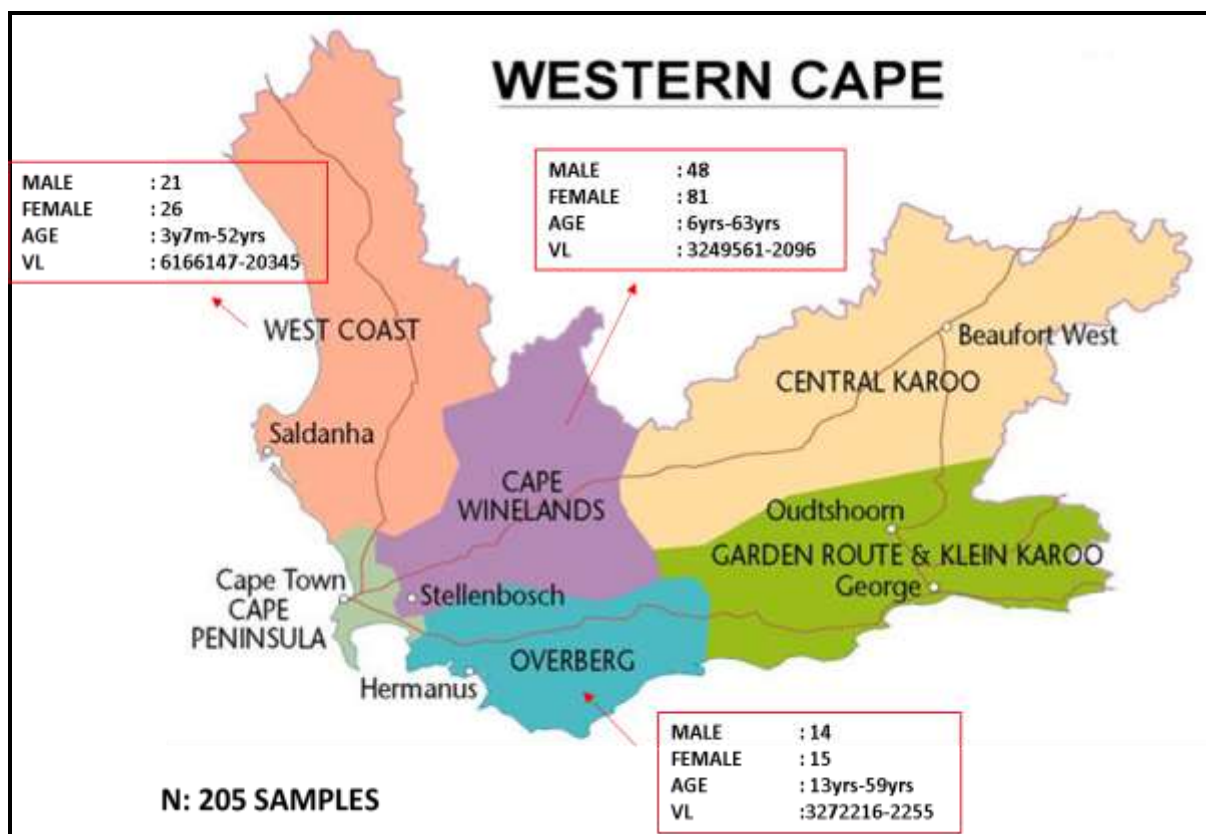 WESTERN CAPE
MALE : 21
FEMALE : 26
AGE : 3y7m-52yrs
VL : 6166147-20345
MALE : 48
FEMALE : 81
AGE : 6yrs-63yrs
VL : 3249561-2096
WEST COAST
Beaufort West
CENTRAL KAROO
Saldanha
CAPE
WINELANDS
Oudtshoorn
GARDEN ROUTE & KLEIN KAROO
George
Cape Town
CAPE
PENINSULA
Stellenbosch
OVERBERG
Hermanus
MALE : 14
FEMALE : 15
AGE : 13yrs-59yrs
VL :3272216-2255
N: 205 SAMPLES